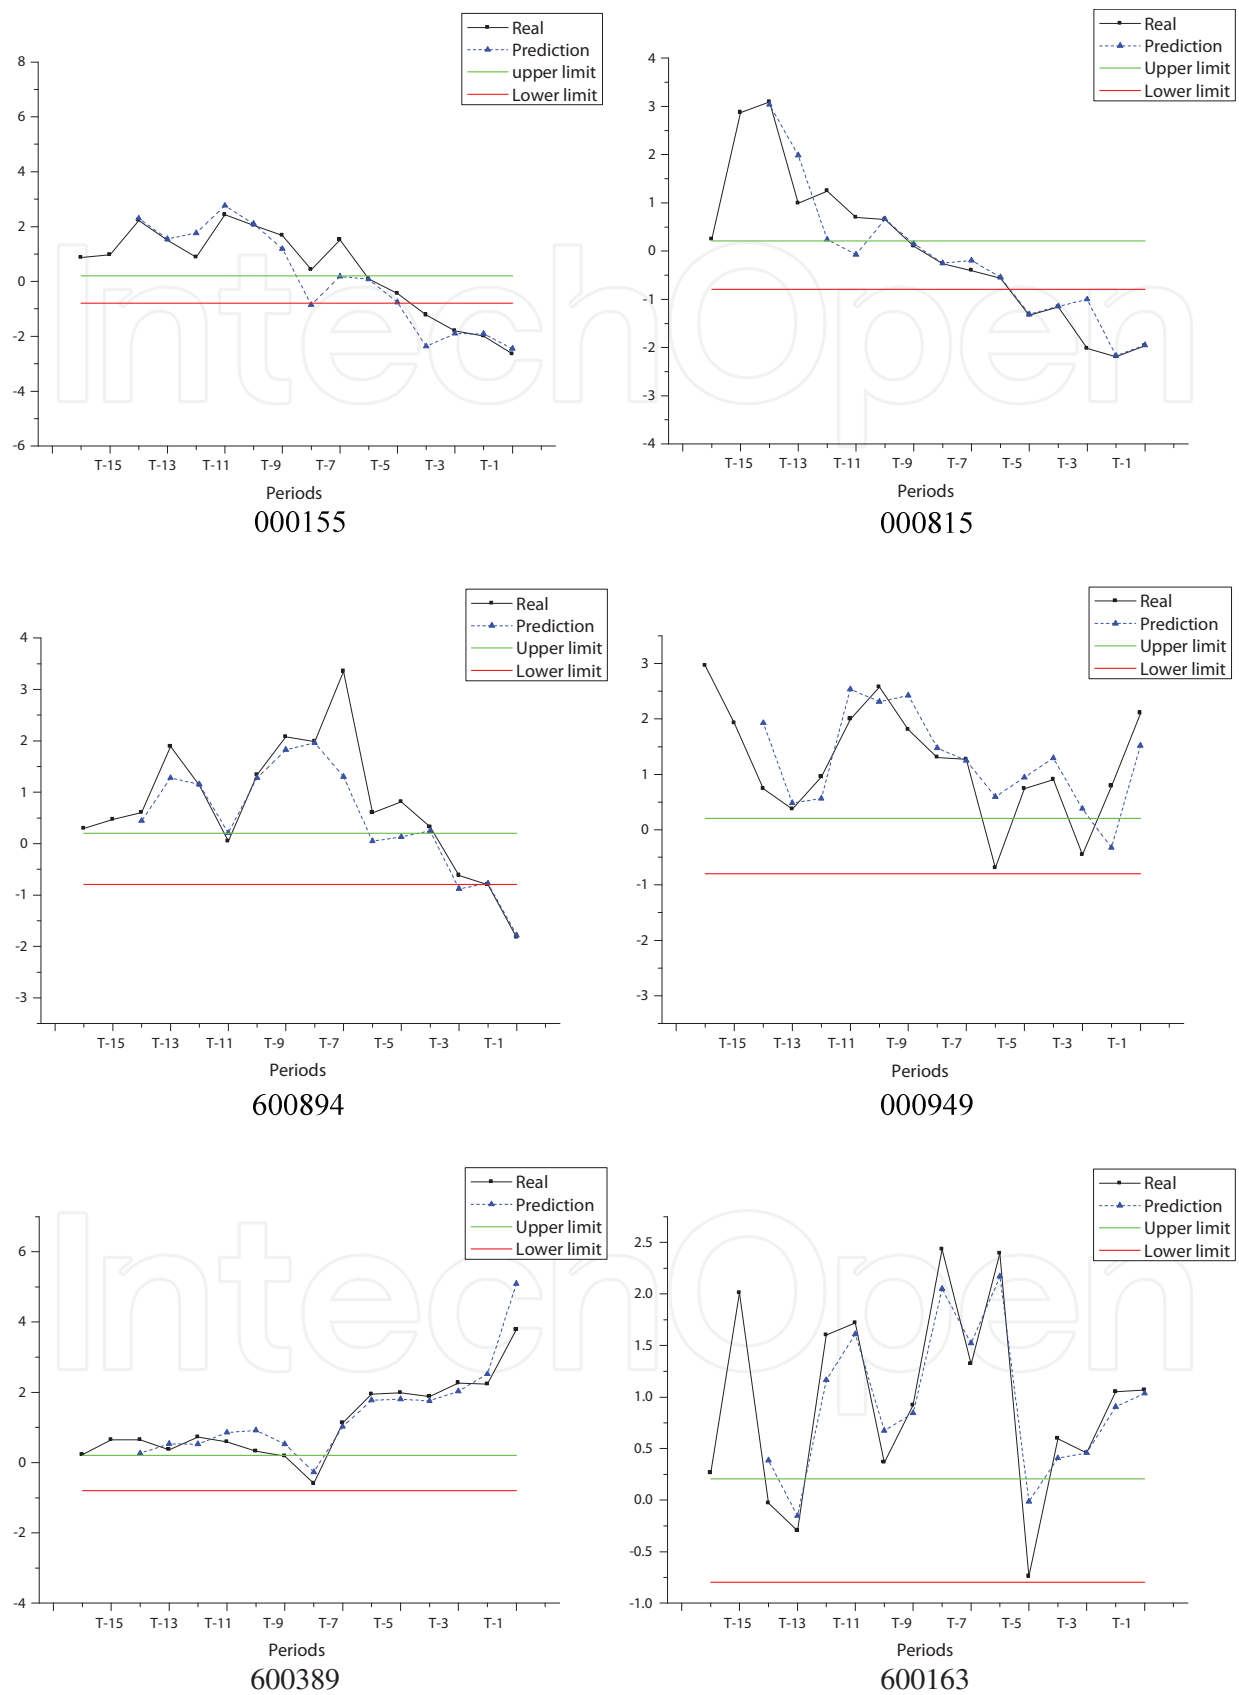 Real
Prediction
upper limit
Lower limit
8
6
4
2
0
-2
-4
-6
T-15 T-13 T-11 T-9 T-7 T-5 T-3 T-1
Periods
000155
Real
Prediction
Upper limit
Lower limit
4
3
2
1
0
-1
-2
-3
-4
T-15 T-13 T-11 T-9 T-7 T-5 T-3 T-1
Periods
000815
Real
Prediction
Upper limit
Lower limit
4
3
2
1
0
-1
-2
-3
T-15 T-13 T-11 T-9 T-7 T-5 T-3 T-1
Periods
600894
Real
Prediction
Upper limit
Lower limit
3
2
1
0
-1
-2
-3
T-15 T-13 T-11 T-9 T-7 T-5 T-3 T-1
Periods
000949
Real
Prediction
Upper limit
Lower limit
6
4
2
0
-2
-4
T-15 T-13 T-11 T-9 T-7 T-5 T-3 T-1
Periods
600389
Real
Prediction
Upper limit
Lower limit
2.5
2.0
1.5
1.0
0.5
0.0
-0.5
-1.0
T-15 T-13 T-11 T-9 T-7 T-5 T-3 T-1
Periods
600163
IntechOpen
IntechOpen